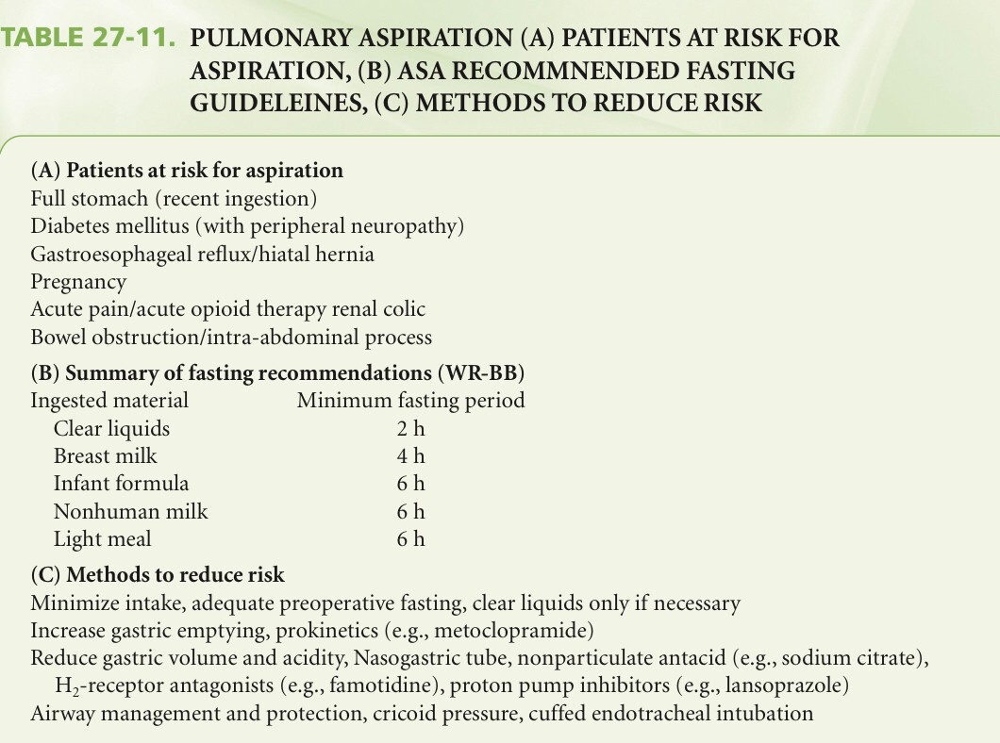 TABLE 27-11. PULMONARY ASPIRATION (A) PATIENTS AT RISK FOR
ASPIRATION, (B) ASA RECOMMNENDED FASTING
GUIDELEINES, (C) METHODS TO REDUCE RISK
(A) Patients at risk for aspiration
Full stomach (recent ingestion)
Diabetes mellitus (with peripheral neuropathy)
Gastroesophageal reflux/hiatal hernia
Pregnancy
Acute pain/acute opioid therapy renal colic
Bowel obstruction/intra-abdominal process
(B) Summary of fasting recommendations (WR-BB)
Ingested material Minimum fasting period
Clear liquids 2 h
Breast milk 4 h
Infant formula 6 h
Nonhuman milk 6 h
Light meal 6 h
(C) Methods to reduce risk
Minimize intake, adequate preoperative fasting, clear liquids only if necessary
Increase gastric emptying, prokinetics (e.g., metoclopramide)
Reduce gastric volume and acidity, Nasogastric tube, nonparticulate antacid (e.g., sodium citrate),
H₂-receptor antagonists (e.g., famotidine), proton pump inhibitors (e.g., lansoprazole)
Airway management and protection, cricoid pressure, cuffed endotracheal intubation